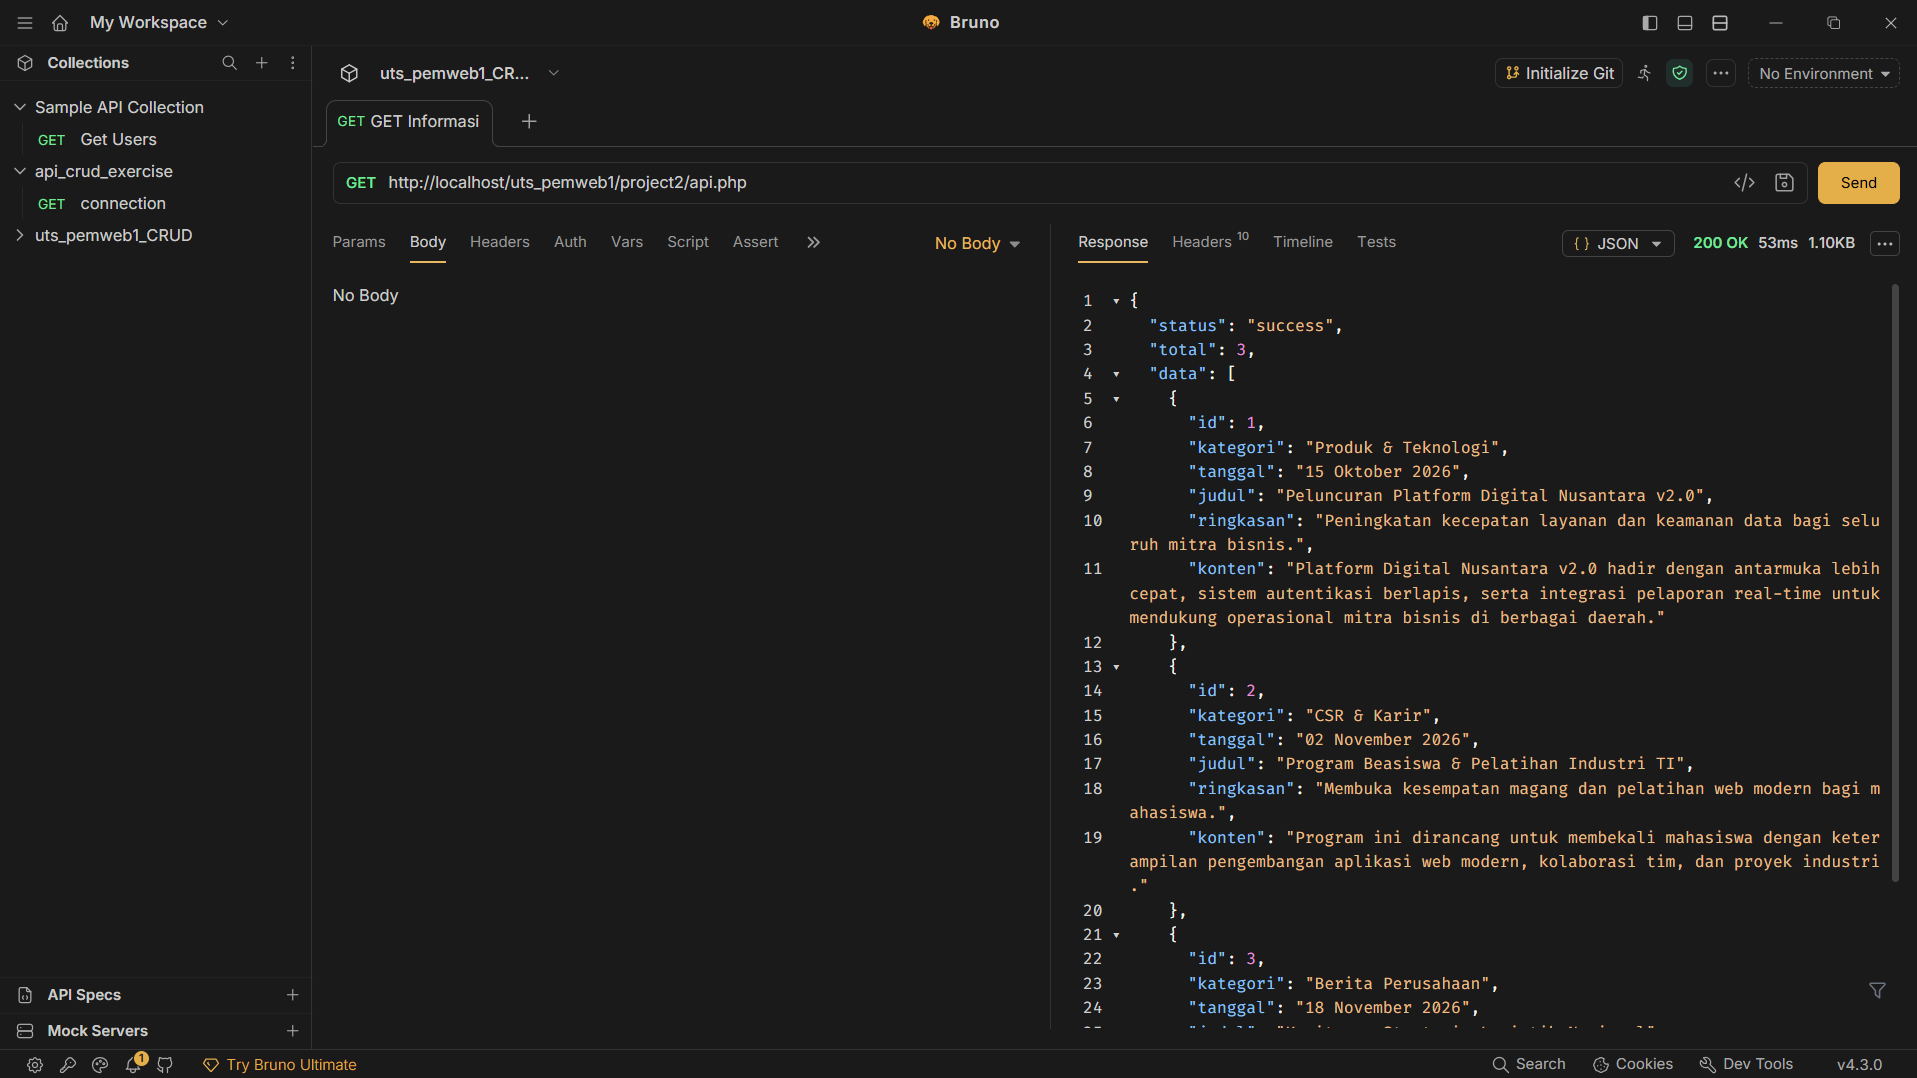 My Workspace
Bruno
Collections
uts_pemweb1_CR...
Initialize Git
No Environment
Sample API Collection
GET Get Users
api_crud_exercise
GET connection
uts_pemweb1_CRUD
GET GET Informasi
GET http://localhost/uts_pemweb1/project2/api.php
Send
Params Body Headers Auth Vars Script Assert
No Body
Response Headers 10 Timeline Tests
{ } JSON
200 OK 53ms 1.10KB
No Body
1 {
2 "status": "success",
3 "total": 3,
4 "data": [
5 {
6 "id": 1,
7 "kategori": "Produk & Teknologi",
8 "tanggal": "15 Oktober 2026",
9 "judul": "Peluncuran Platform Digital Nusantara v2.0",
10 "ringkasan": "Peningkatan kecepatan layanan dan keamanan data bagi selu
ruh mitra bisnis.",
11 "konten": "Platform Digital Nusantara v2.0 hadir dengan antarmuka lebih
cepat, sistem autentikasi berlapis, serta integrasi pelaporan real-time untuk
mendukung operasional mitra bisnis di berbagai daerah."
12 },
13 {
14 "id": 2,
15 "kategori": "CSR & Karir",
16 "tanggal": "02 November 2026",
17 "judul": "Program Beasiswa & Pelatihan Industri TI",
18 "ringkasan": "Membuka kesempatan magang dan pelatihan web modern bagi m
ahasiswa.",
19 "konten": "Program ini dirancang untuk membekali mahasiswa dengan keter
ampilan pengembangan aplikasi web modern, kolaborasi tim, dan proyek industri
."
20 },
21 {
22 "id": 3,
23 "kategori": "Berita Perusahaan",
24 "tanggal": "18 November 2026",
API Specs
Mock Servers
1
Try Bruno Ultimate
Search
Cookies
Dev Tools
v4.3.0